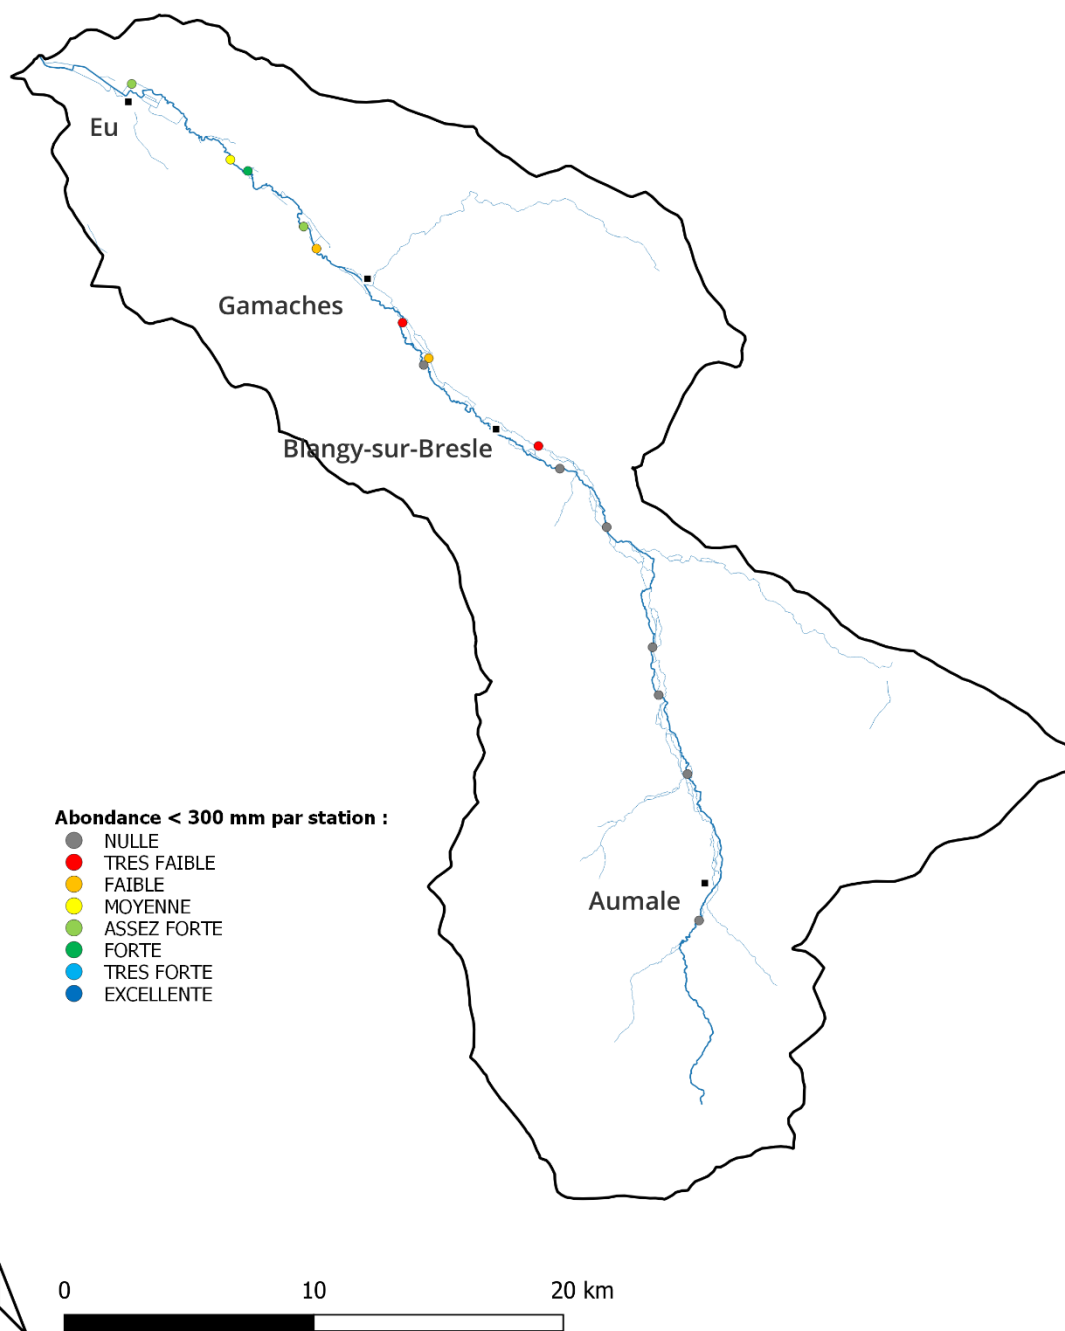 Eu
Gamaches
Blangy-sur-Bresle
Abondance < 300 mm par station :
NULLE
TRES FAIBLE
FAIBLE
MOYENNE
ASSEZ FORTE
FORTE
TRES FORTE
EXCELLENTE
Aumale
0 10 20 km